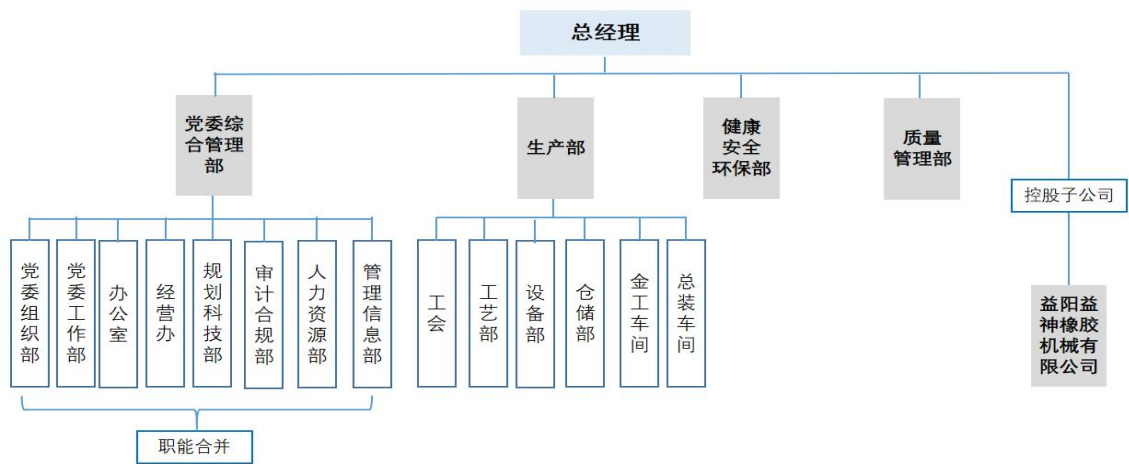 总经理
党委综
合管理
部
生产部
健康
安全
环保部
质量
管理部
控股子公司
党委组织部
党委工作部
办公室
经营办
规划科技部
审计合规部
人力资源部
管理信息部
工会
工艺部
设备部
仓储部
金工车间
总装车间
益阳益
神橡胶
机械有
限公司
职能合并